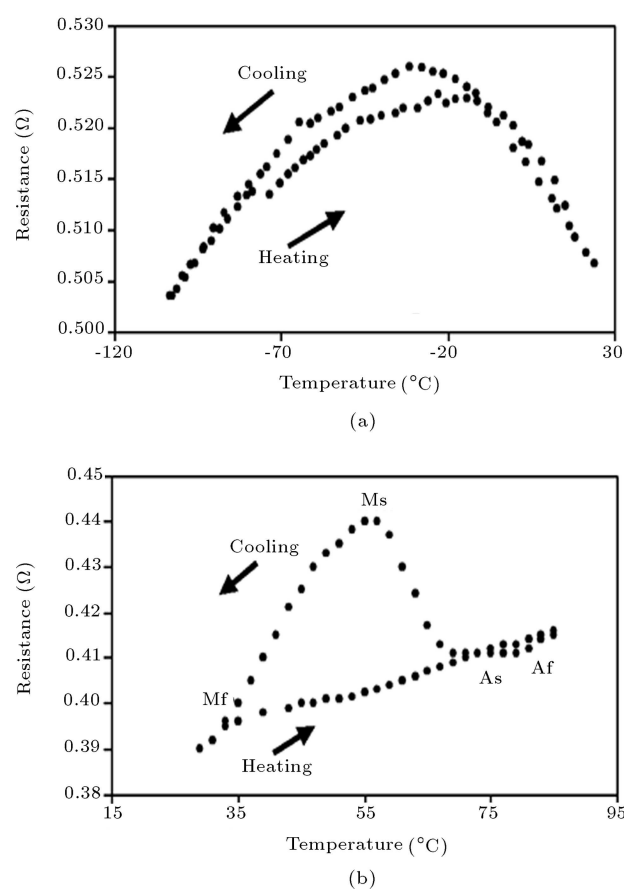 0.530
0.525
0.520
0.515
0.510
0.505
0.500
Resistance (Ω)
Cooling
Heating
-120 -70 -20 30
Temperature (°C)
(a)
0.45
0.44
0.43
0.42
0.41
0.40
0.39
0.38
Resistance (Ω)
Ms
Cooling
Mf
As
Af
Heating
15 35 55 75 95
Temperature (°C)
(b)